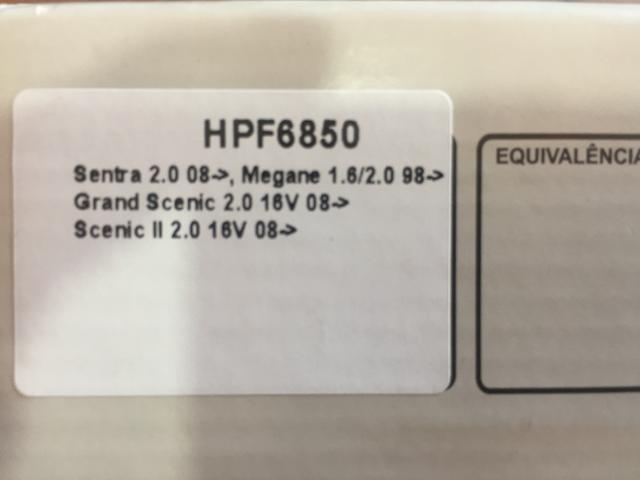 HPF6850
Sentra 2.0 08->, Megane 1.6/2.0 98->
Grand Scenic 2.0 16V 08->
Scenic II 2.0 16V 08->
EQUIVALÊNCIA